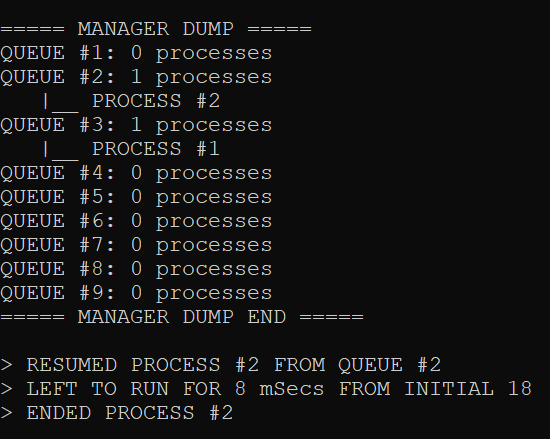 ===== MANAGER DUMP =====
QUEUE #1: 0 processes
QUEUE #2: 1 processes
   |__ PROCESS #2
QUEUE #3: 1 processes
   |__ PROCESS #1
QUEUE #4: 0 processes
QUEUE #5: 0 processes
QUEUE #6: 0 processes
QUEUE #7: 0 processes
QUEUE #8: 0 processes
QUEUE #9: 0 processes
===== MANAGER DUMP END =====
> RESUMED PROCESS #2 FROM QUEUE #2
> LEFT TO RUN FOR 8 mSecs FROM INITIAL 18
> ENDED PROCESS #2